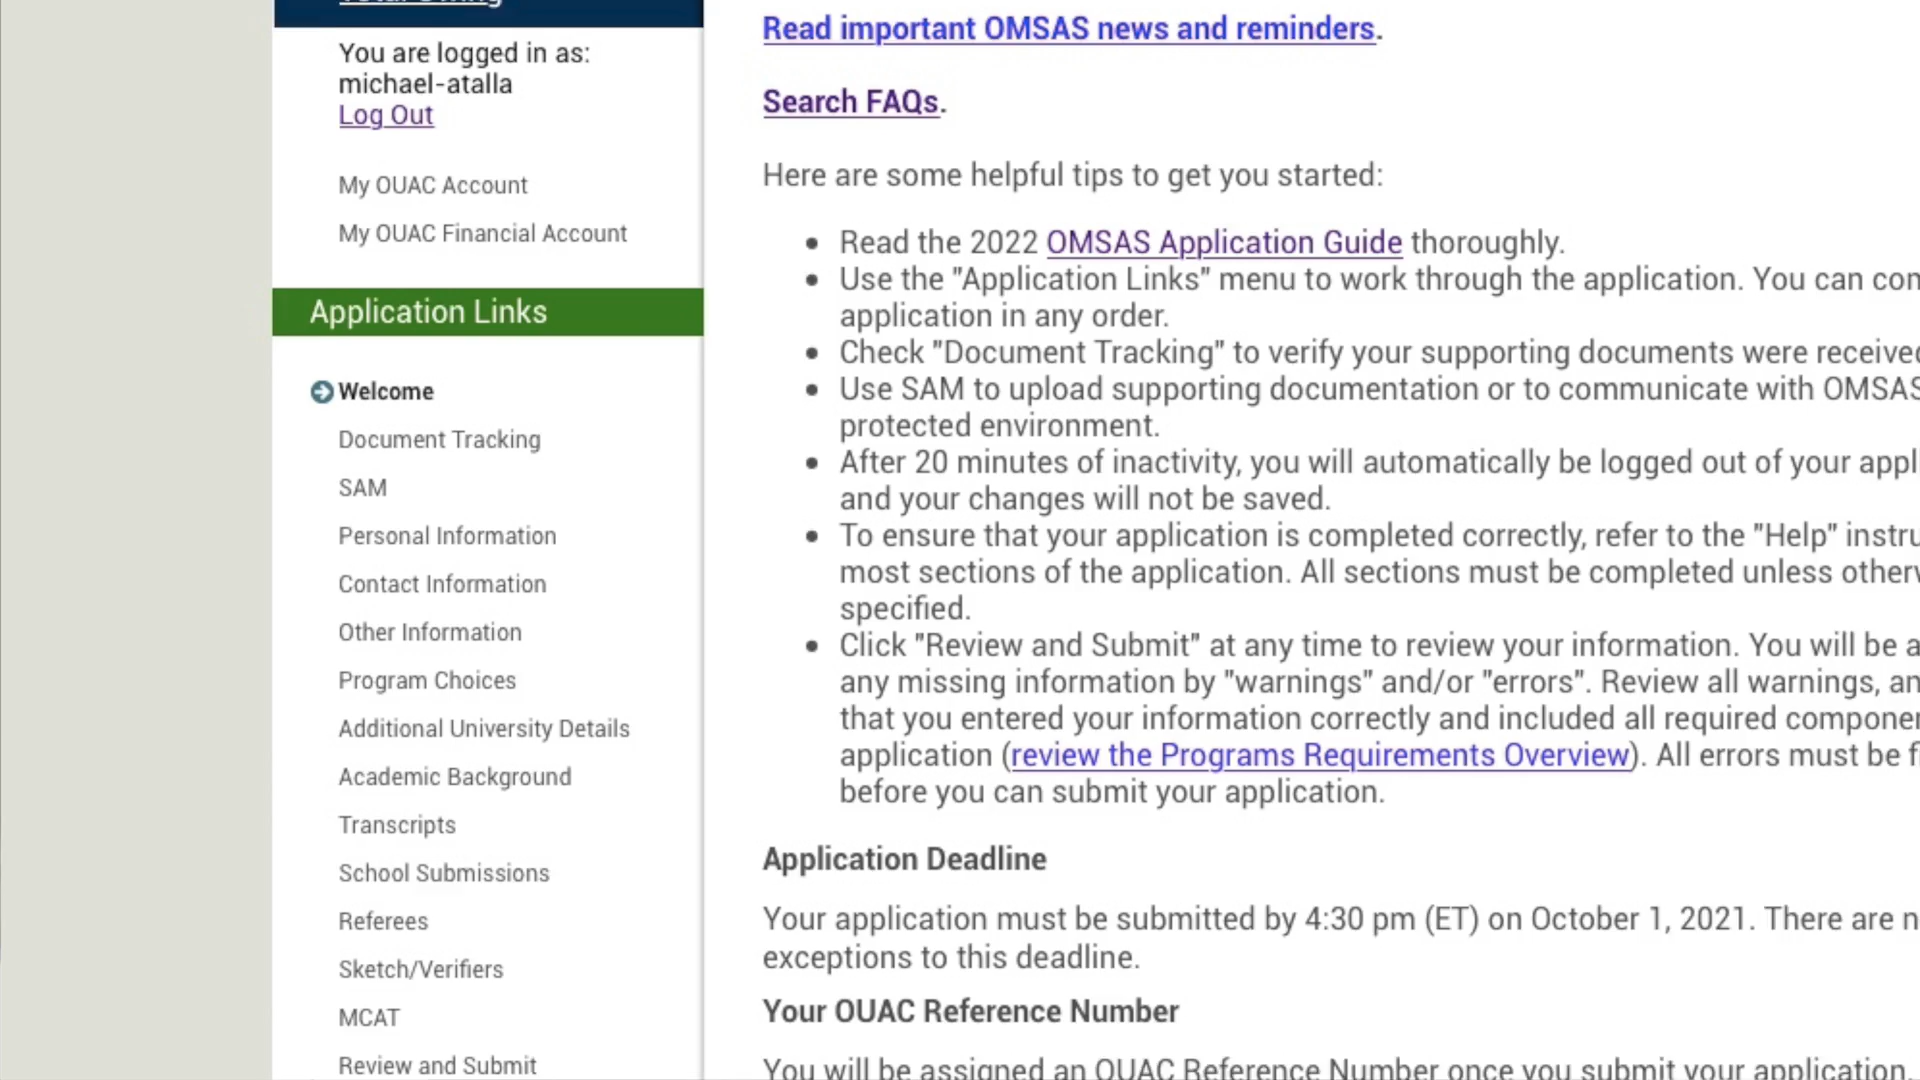 You are logged in as:
michael-atalla
Log Out
My OUAC Account
My OUAC Financial Account
Application Links
Welcome
Document Tracking
SAM
Personal Information
Contact Information
Other Information
Program Choices
Additional University Details
Academic Background
Transcripts
School Submissions
Referees
Sketch/Verifiers
MCAT
Review and Submit
Read important OMSAS news and reminders.
Search FAQs.
Here are some helpful tips to get you started:
• Read the 2022 OMSAS Application Guide thoroughly.
• Use the "Application Links" menu to work through the application. You can
application in any order.
• Check "Document Tracking" to verify your supporting documents were
• Use SAM to upload supporting documentation or to communicate with OMSAS
protected environment.
• After 20 minutes of inactivity, you will automatically be logged out of your
and your changes will not be saved.
• To ensure that your application is completed correctly, refer to the "Help"
most sections of the application. All sections must be completed unless
specified.
• Click "Review and Submit" at any time to review your information. You will be
any missing information by "warnings" and/or "errors". Review all warnings,
that you entered your information correctly and included all required
application (review the Programs Requirements Overview). All errors must be
before you can submit your application.
Application Deadline
Your application must be submitted by 4:30 pm (ET) on October 1, 2021. There are
exceptions to this deadline.
Your OUAC Reference Number
You will be assigned an OUAC Reference Number once you submit your application.